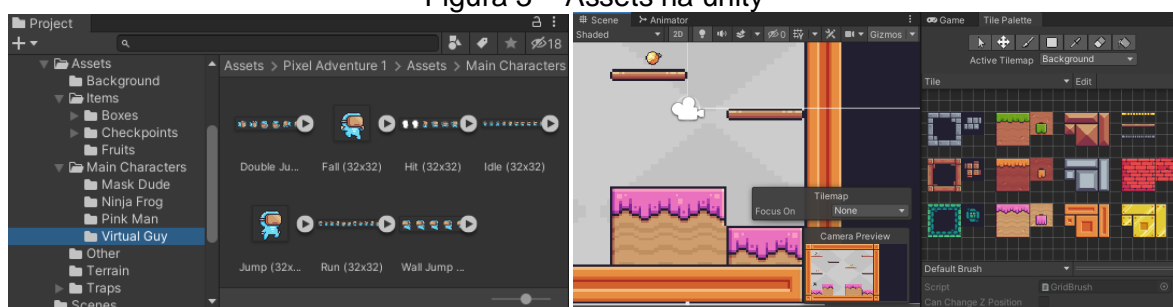 Figura 3 – Assets na unity
Project
18
Assets
Background
Items
Boxes
Checkpoints
Fruits
Main Characters
Mask Dude
Ninja Frog
Pink Man
Virtual Guy
Other
Terrain
Traps
Scenes
Assets > Pixel Adventure 1 > Assets > Main Characters
Double Ju...
Fall (32x32)
Hit (32x32)
Idle (32x32)
Jump (32x...
Run (32x32)
Wall Jump ...
Scene
Animator
Shaded
2D
0
Gizmos
Tilemap
Focus On
None
Camera Preview
Game
Tile Palette
Active Tilemap
Background
Tile
Edit
Default Brush
Script
GridBrush
Can Change Z Position